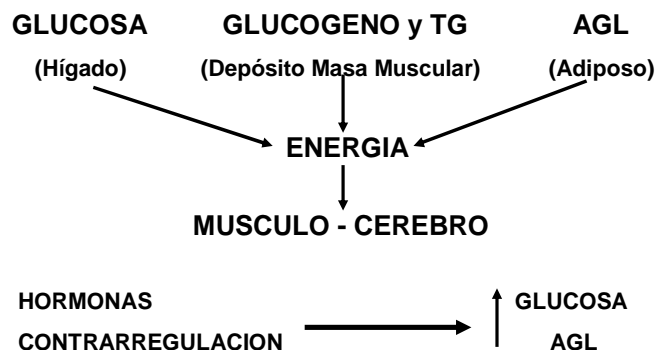 GLUCOSA GLUCOGENO y TG AGL
(Hígado) (Depósito Masa Muscular) (Adiposo)
ENERGIA
MUSCULO - CEREBRO
HORMONAS GLUCOSA
CONTRARREGULACION AGL